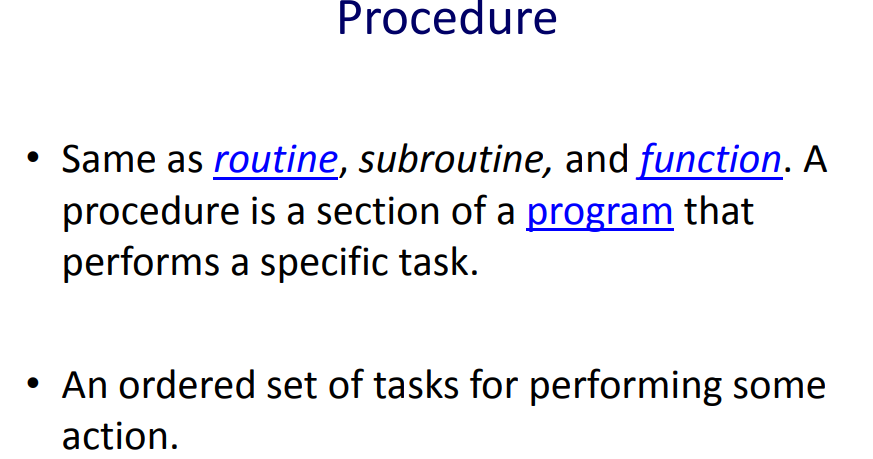 Procedure
• Same as routine, subroutine, and function. A
procedure is a section of a program that
performs a specific task.
• An ordered set of tasks for performing some
action.